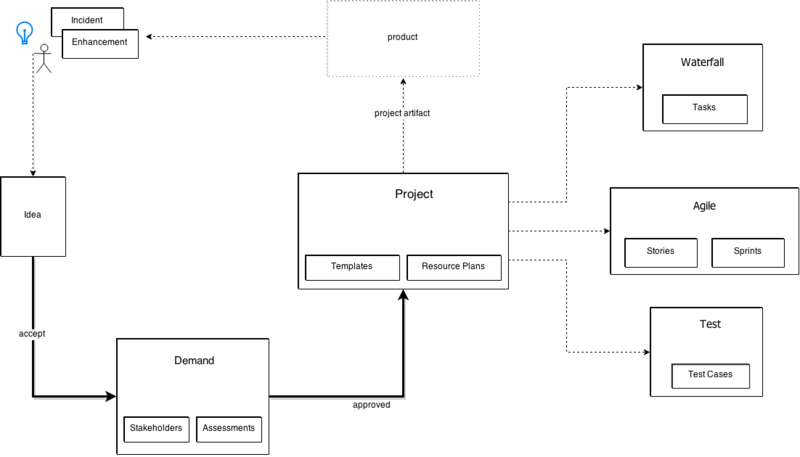 Incident
Enhancement
product
Waterfall
Tasks
project artifact
Idea
Project
Templates
Resource Plans
Agile
Stories
Sprints
accept
Demand
Stakeholders
Assessments
approved
Test
Test Cases